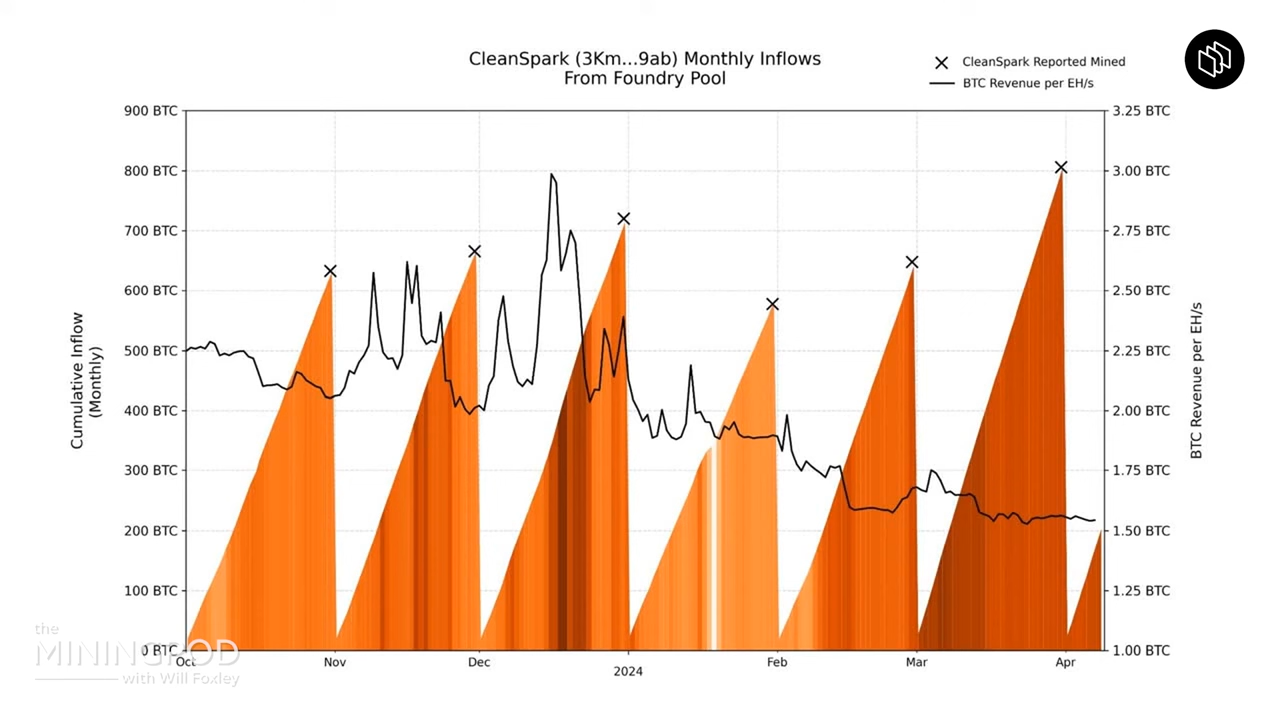 CleanSpark (3Km...9ab) Monthly Inflows
From Foundry Pool
CleanSpark Reported Mined
BTC Revenue per EH/s
900 BTC
800 BTC
700 BTC
600 BTC
500 BTC
400 BTC
300 BTC
200 BTC
100 BTC
0 BTC
Cumulative Inflow
(Monthly)
3.25 BTC
3.00 BTC
2.75 BTC
2.50 BTC
2.25 BTC
2.00 BTC
1.75 BTC
1.50 BTC
1.25 BTC
1.00 BTC
BTC Revenue per EH/s
Oct
Nov
Dec
2024
Feb
Mar
Apr
the
MININGPOD
with Will Foxley